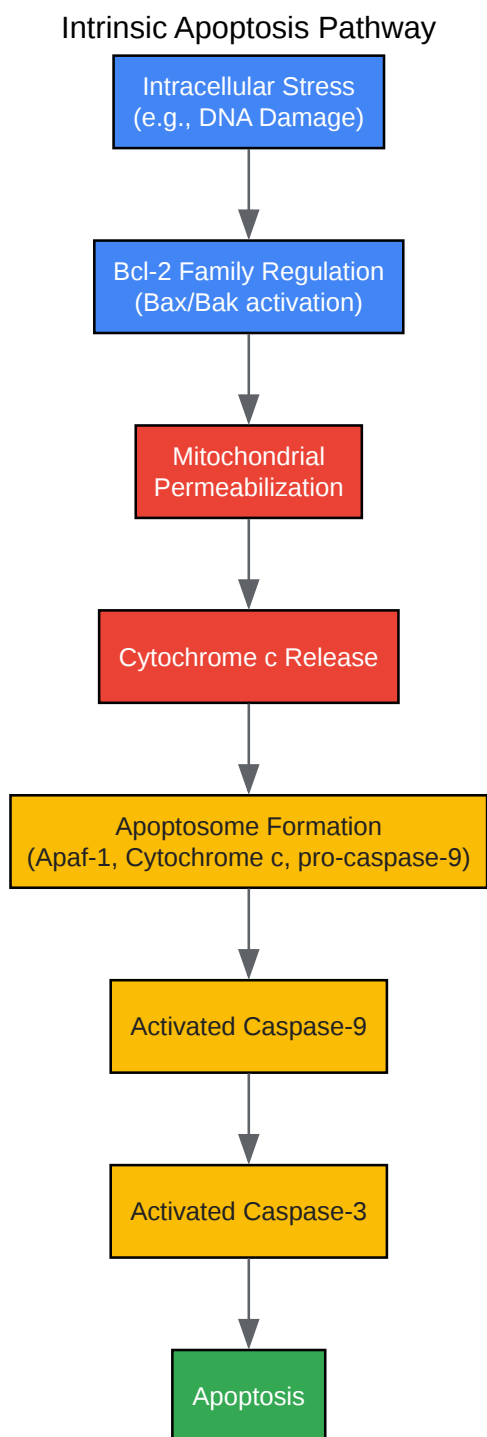 Intrinsic Apoptosis Pathway
Intracellular Stress
(e.g., DNA Damage)
Bcl-2 Family Regulation
(Bax/Bak activation)
Mitochondrial
Permeabilization
Cytochrome c Release
Apoptosome Formation
(Apaf-1, Cytochrome c, pro-caspase-9)
Activated Caspase-9
Activated Caspase-3
Apoptosis